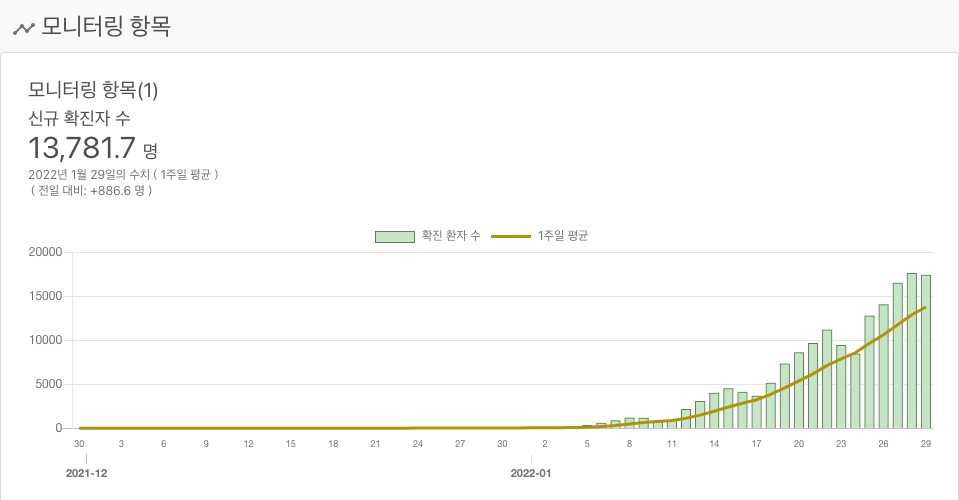 모니터링 항목
모니터링 항목(1)
신규 확진자 수
13,781.7 명
2022년 1월 29일의 수치 ( 1주일 평균 )
( 전일 대비: +886.6 명 )
확진 환자 수 1주일 평균
20000
15000
10000
5000
0
30 3 6 9 12 15 18 21 24 27 30 2 5 8 11 14 17 20 23 26 29
2021-12 2022-01